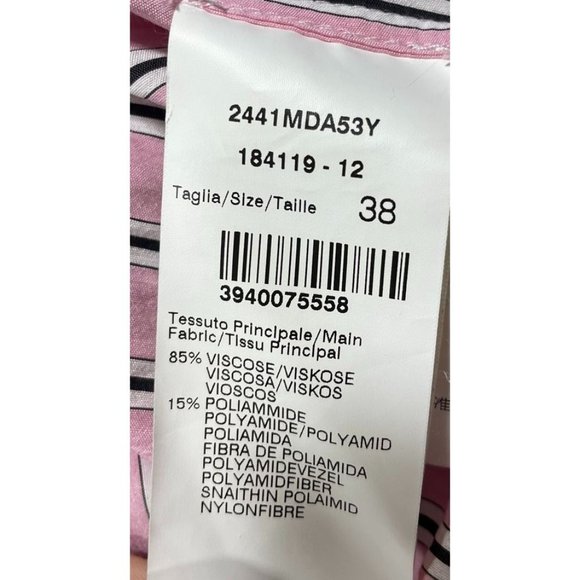 2441MDA53Y
184119 - 12
Taglia/Size/Taille 38
3940075558
Tessuto Principale/Main
Fabric/Tissu Principal
85% VISCOSE/VISKOSE
VISCOSA/VISKOS
VIOSCOS
15% POLIAMMIDE
POLYAMIDE/POLYAMID
POLIAMIDA
FIBRA DE POLIAMIDA
POLYAMIDEVEZEL
POLYAMIDFIBER
SNAITHIN POLAIMID
NYLONFIBRE